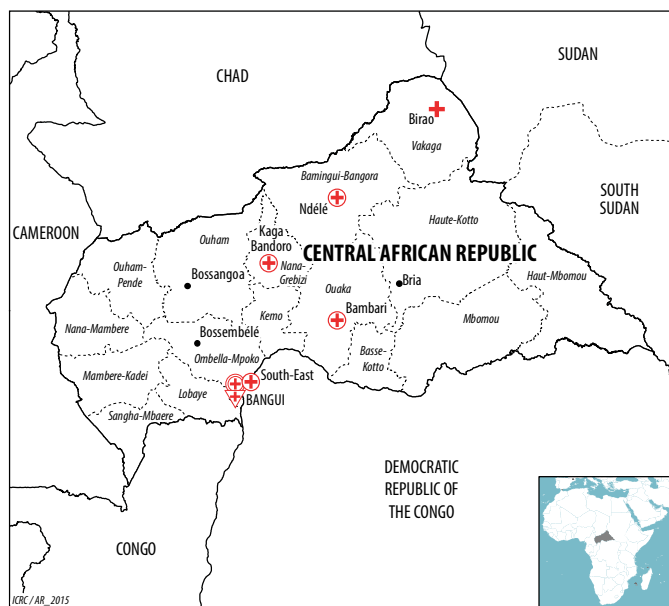 SUDAN
CHAD
Birao
Vakaga
Bamingui-Bangora
Ndélé
SOUTH
SUDAN
CAMEROON
Ouham
Kaga
Bandoro
Haute-Kotto
CENTRAL AFRICAN REPUBLIC
Ouham-
Pende
Bossangoa
Nana-
Grebizi
Ouaka
Bria
Haut-Mbomou
Bambari
Kemo
Mbomou
Nana-Mambere
Bossembélé
Ombella-Mpoko
Basse-
Kotto
Mambere-Kadei
South-East
Lobaye
BANGUI
Sangha-Mbaere
DEMOCRATIC
REPUBLIC OF
THE CONGO
CONGO
ICRC / AR_2015